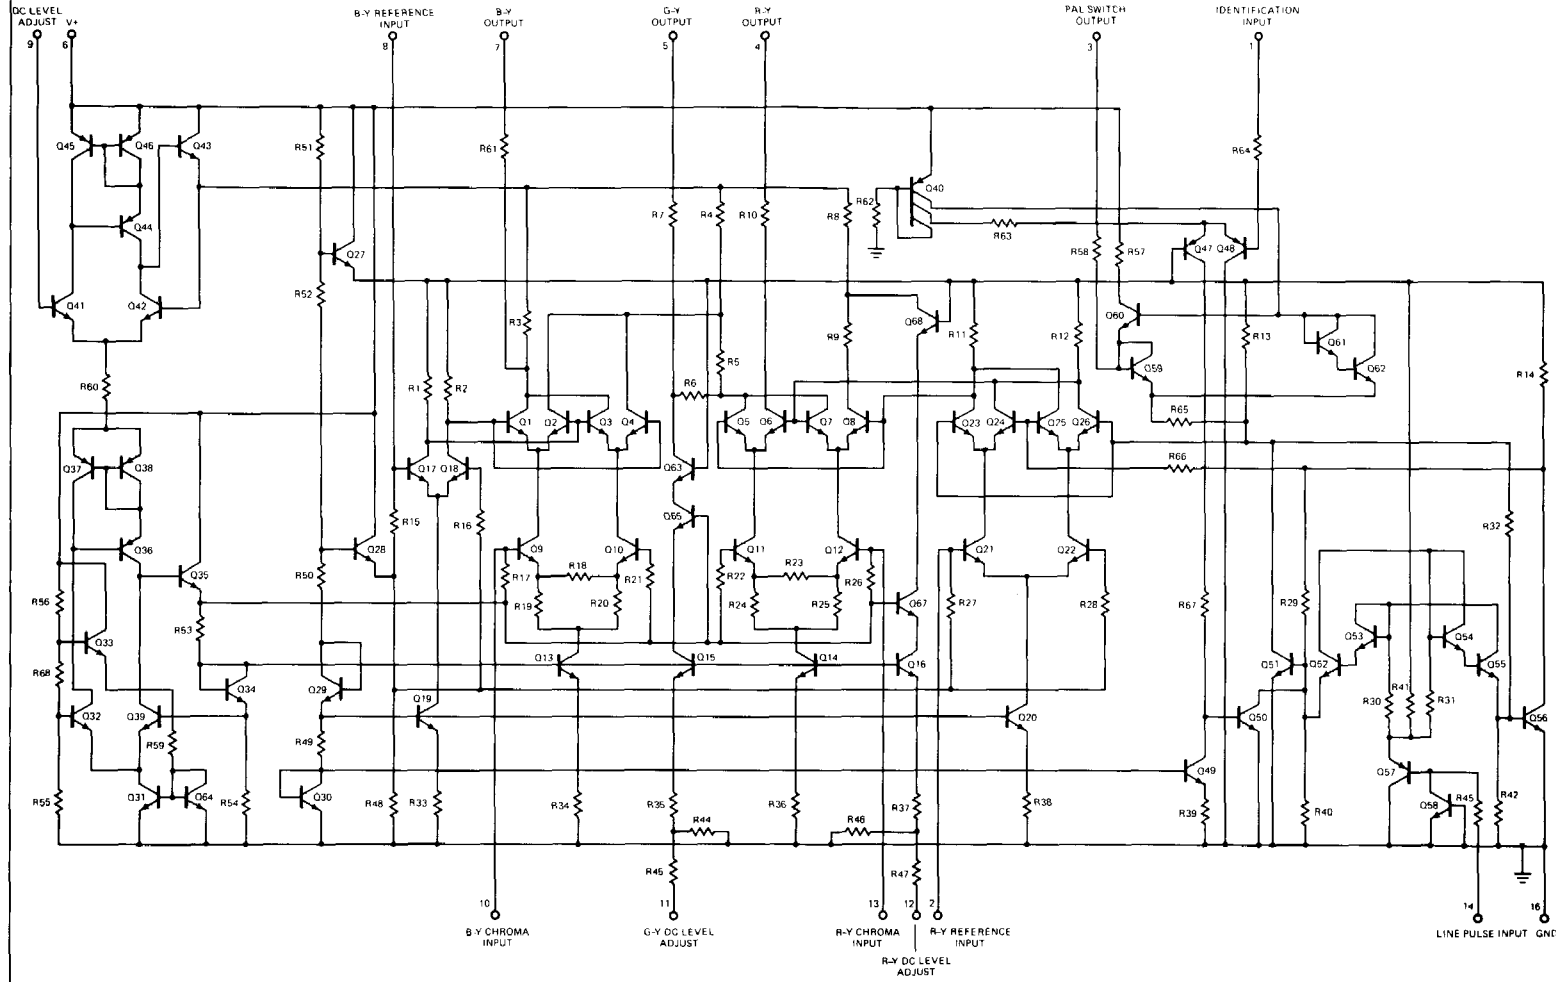 DC LEVEL
ADJUST V+
9 6
B-Y REFERENCE
INPUT
8
B-Y
OUTPUT
7
G-Y
OUTPUT
5
R-Y
OUTPUT
4
PAL SWITCH
OUTPUT
3
IDENTIFICATION
INPUT
1
Q45 Q46 Q43 R51 R61 R64
Q40
R7 R4 R10 R8 R62
R63
Q44 Q27 R58 R57 Q47 Q48
Q41 Q42 R52 R3 R9 Q68 R11 R12 Q60 R13 Q61
R60 R1 R2 R5 R6 Q59 Q62 R14
R65
Q1 Q2 Q3 Q4 Q5 Q6 Q7 Q8 Q23 Q24 Q25 Q26
Q37 Q38 Q17 Q18 Q63 R66
R15 R16 Q65 R32
Q36 Q28 Q9 Q10 Q11 Q12 Q21 Q22
Q35 R50 R17 R18 R21 R22 R23 R26
R56 R19 R20 R24 R25 Q67 R27 R28 R67 R29
R53 Q33 Q53 Q54
R68 Q34 Q29 Q13 Q15 Q14 Q16 Q51 Q52 Q55
Q32 Q39 Q19 Q20 Q50 R30 R41 R31 Q56
R59 R49
Q31 Q64 R54 Q30 Q49 Q57
R55 R48 R33 R34 R35 R36 R37 R38 R39 R40 Q58 R45 R42
R44 R46
R45 R47
10
B-Y CHROMA
INPUT
11
G-Y DC LEVEL
ADJUST
13 12 2
R-Y CHROMA
INPUT
R-Y REFERENCE
INPUT
R-Y DC LEVEL
ADJUST
14 16
LINE PULSE INPUT GND